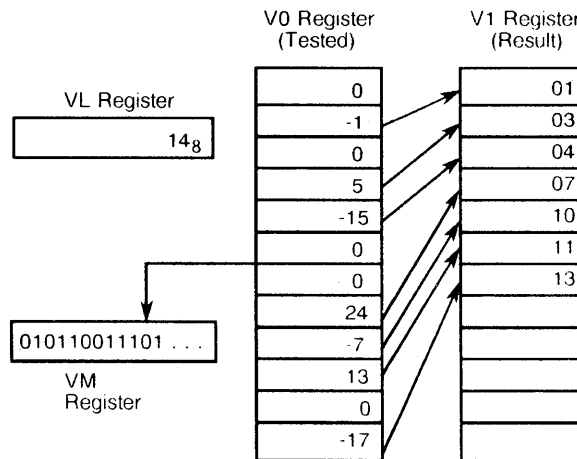 V0 Register
(Tested)
V1 Register
(Result)
VL Register
14₈
0
-1
0
5
-15
0
0
24
-7
13
0
-17
01
03
04
07
10
11
13
010110011101 . . .
VM
Register